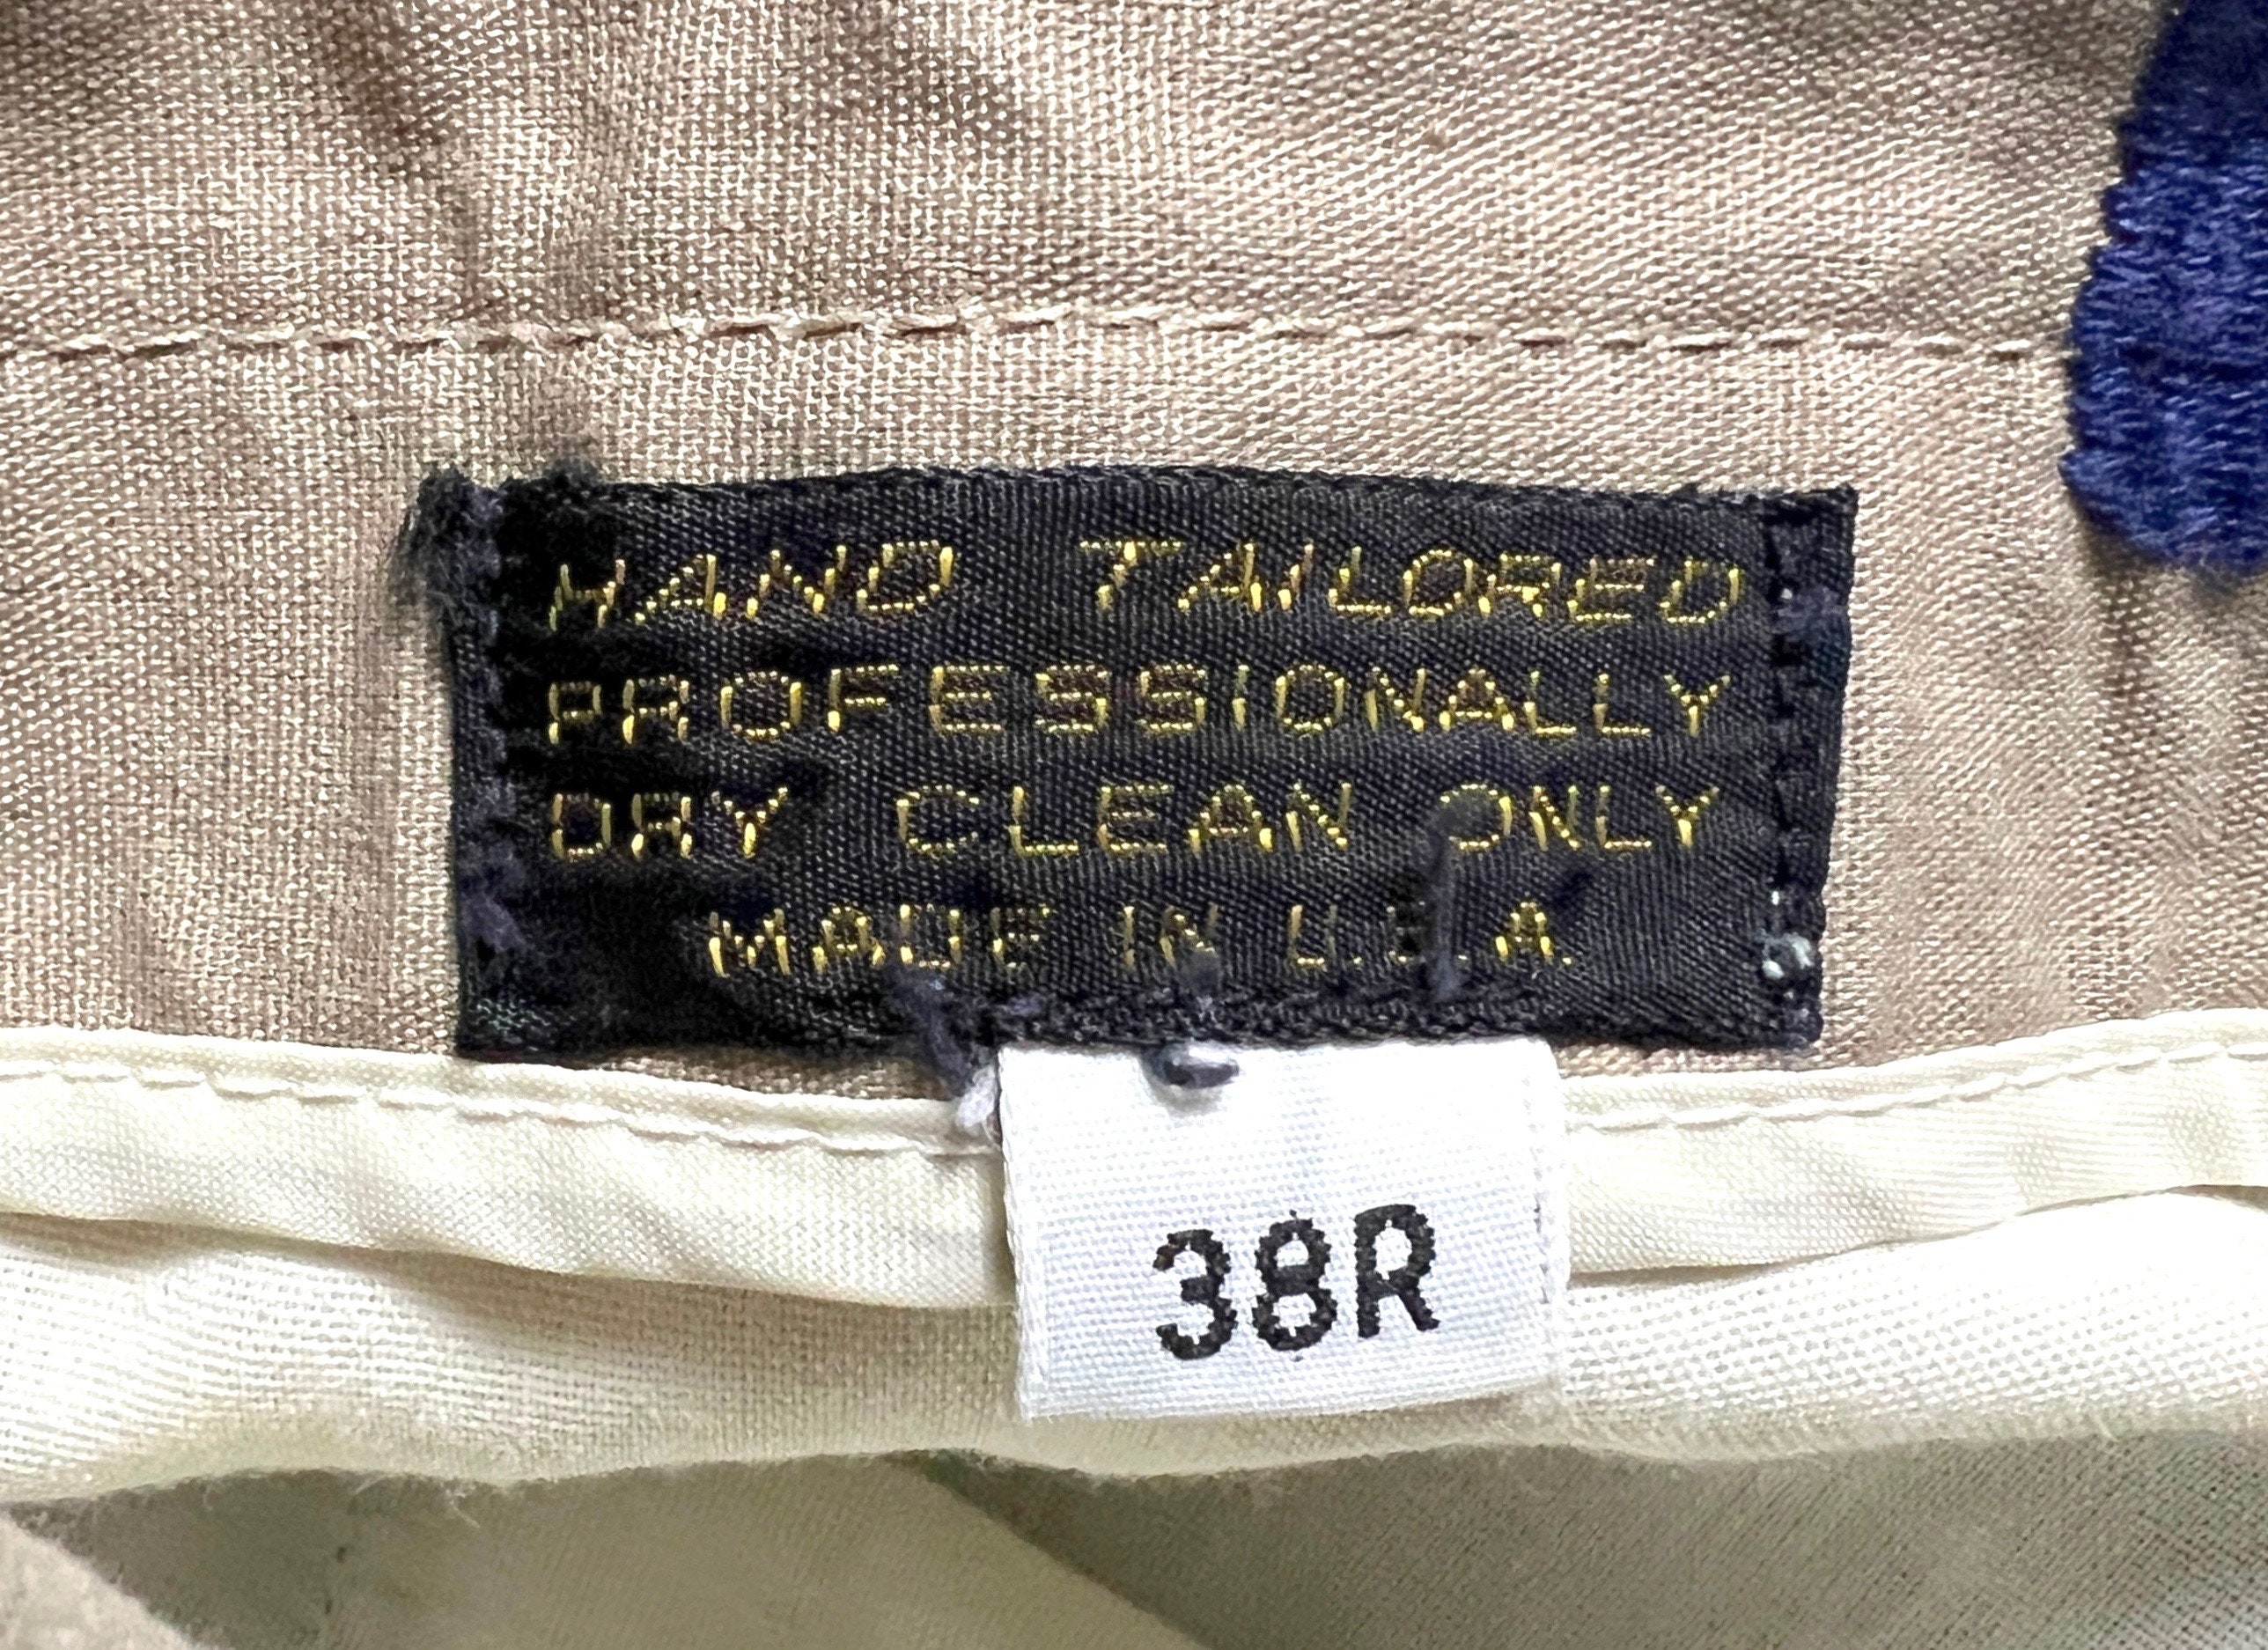 HAND TAILORED
PROFESSIONALLY
DRY CLEAN ONLY
MADE IN U.S.A.
38R